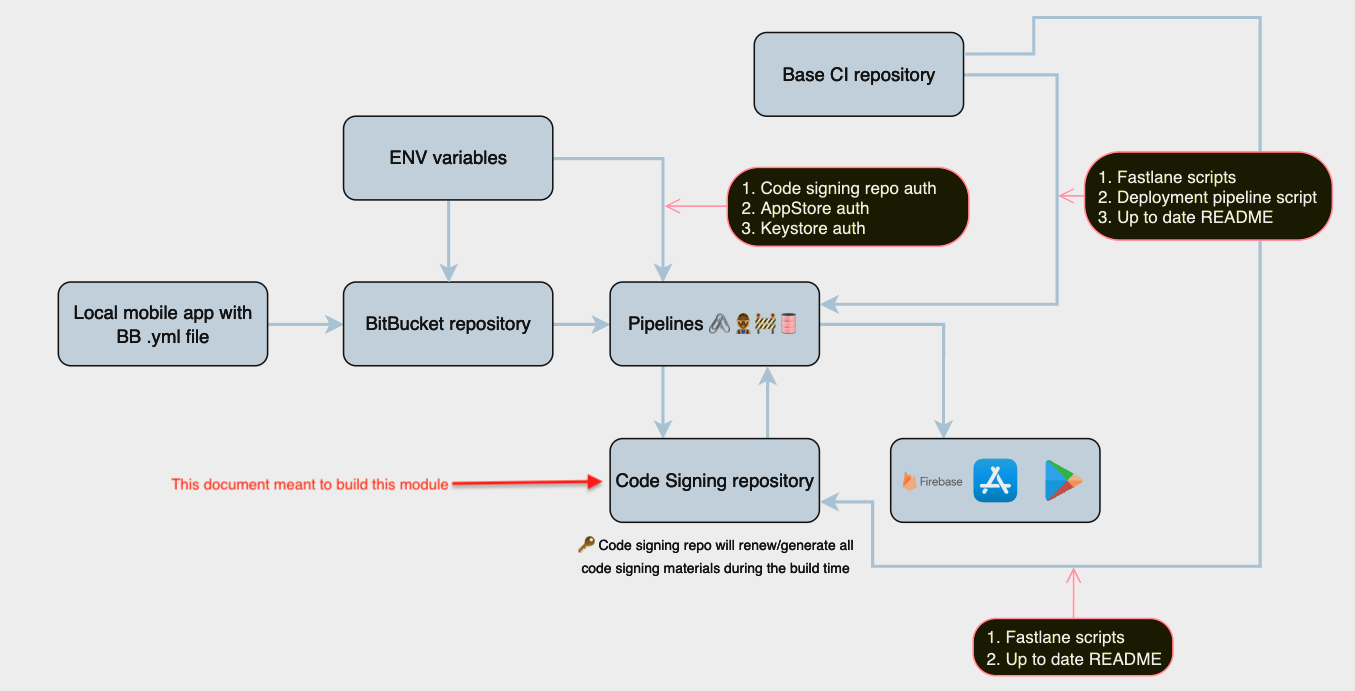 Base CI repository
ENV variables
1. Code signing repo auth
2. AppStore auth
3. Keystore auth
1. Fastlane scripts
2. Deployment pipeline script
3. Up to date README
Local mobile app with
BB .yml file
BitBucket repository
Pipelines
This document meant to build this module
Code Signing repository
Firebase
Code signing repo will renew/generate all
code signing materials during the build time
1. Fastlane scripts
2. Up to date README